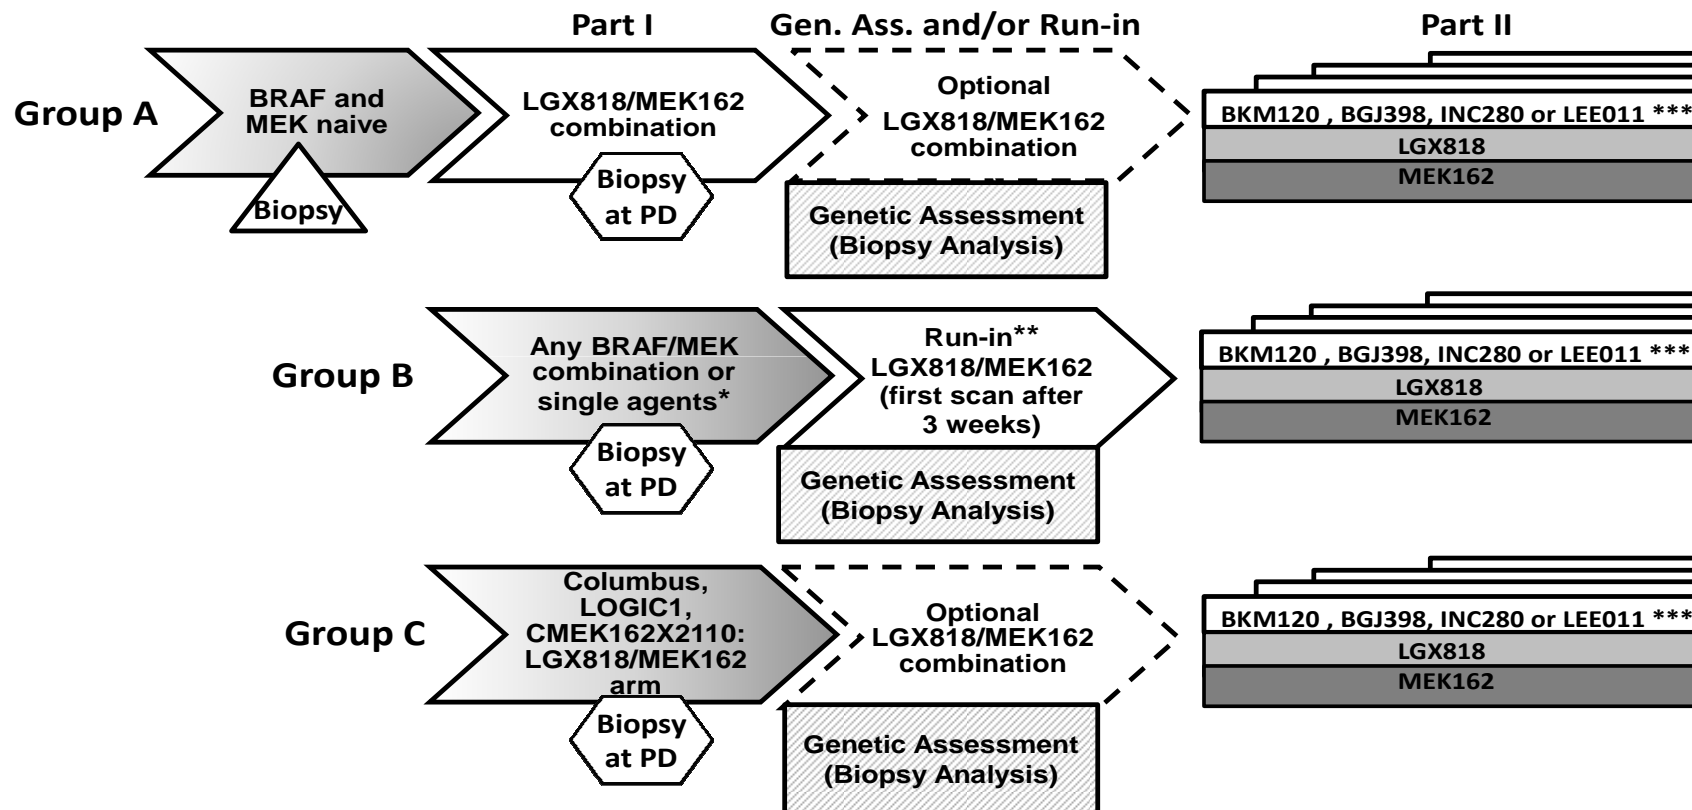 Part I
Gen. Ass. and/or Run-in
Part II
Group A
BRAF and
MEK naive
Biopsy
LGX818/MEK162
combination
Biopsy
at PD
Optional
LGX818/MEK162
combination
Genetic Assessment
(Biopsy Analysis)
BKM120 , BGJ398, INC280 or LEE011 ***
LGX818
MEK162
Group B
Any BRAF/MEK
combination or
single agents*
Biopsy
at PD
Run-in**
LGX818/MEK162
(first scan after
3 weeks)
Genetic Assessment
(Biopsy Analysis)
BKM120 , BGJ398, INC280 or LEE011 ***
LGX818
MEK162
Group C
Columbus,
LOGIC1,
CMEK162X2110:
LGX818/MEK162
arm
Biopsy
at PD
Optional
LGX818/MEK162
combination
Genetic Assessment
(Biopsy Analysis)
BKM120 , BGJ398, INC280 or LEE011 ***
LGX818
MEK162